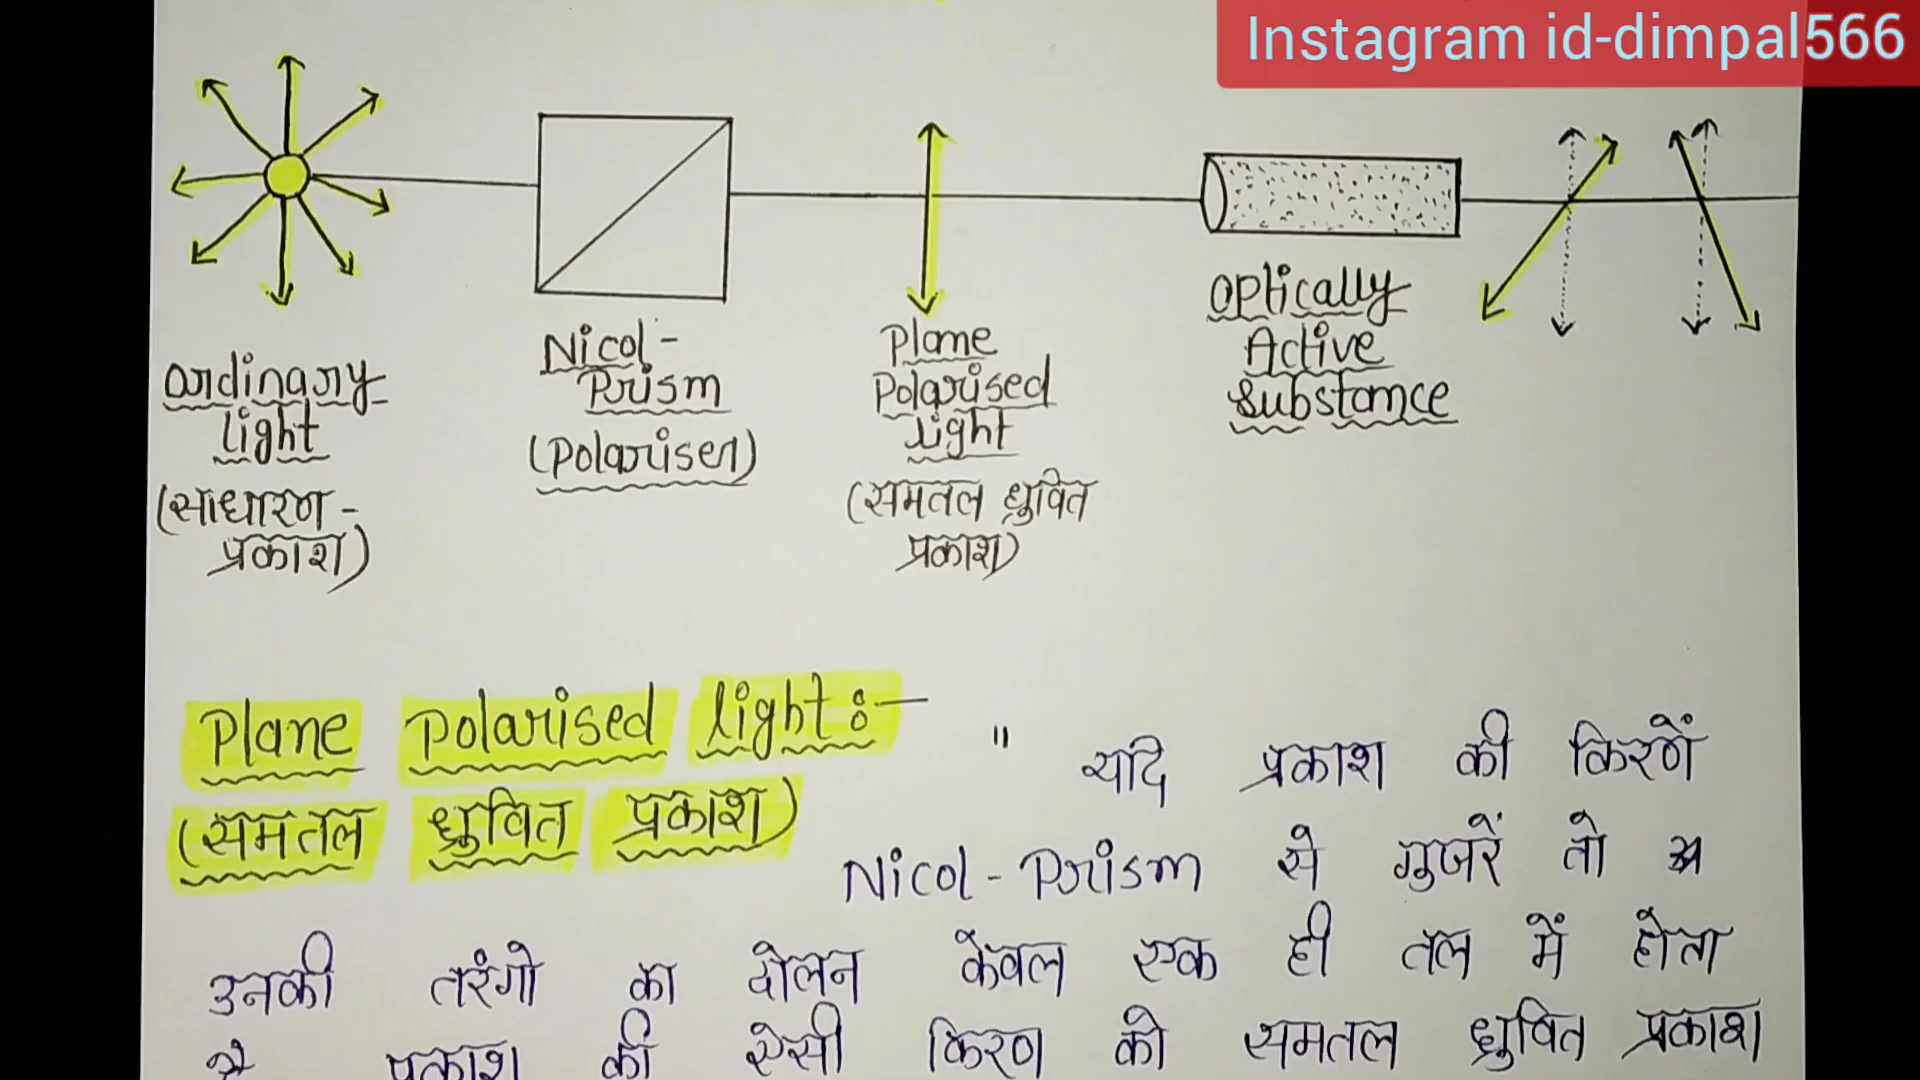 Instagram id-dimpal566
ordinary
light
(साधारण-
प्रकाश)
Nicol-
Prism
(Polariser)
Plane
Polarised
light
(समतल ध्रुवित
प्रकाश)
Optically
Active
Substance
Plane Polarised light :-
(समतल ध्रुवित प्रकाश)
" यदि प्रकाश की किरणें
Nicol-Prism से गुजरें तो
उनकी तरंगो का दोलन केवल एक ही तल में होता
है प्रकाश की ऐसी किरण को समतल ध्रुवित प्रकाश